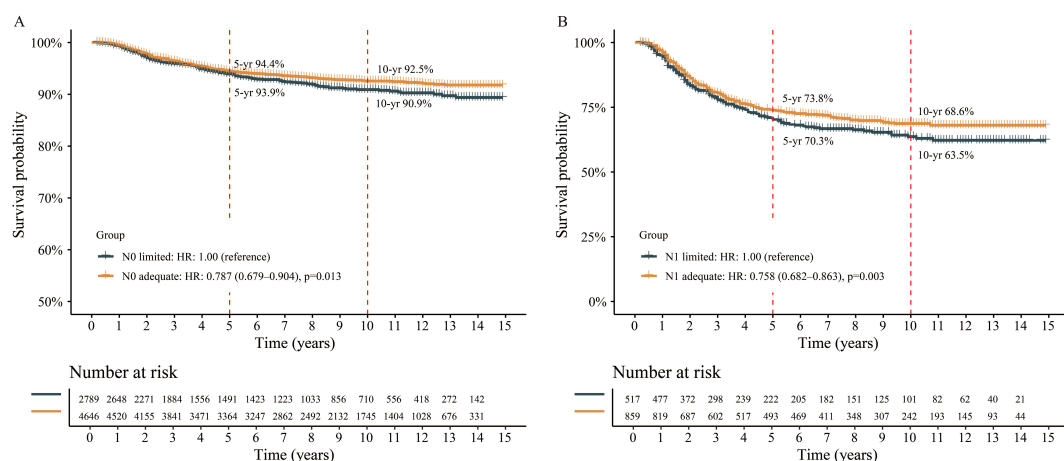 A
Survival probability
100%
90%
80%
70%
60%
50%
5-yr 94.4%
5-yr 93.9%
10-yr 92.5%
10-yr 90.9%
Group
N0 limited: HR: 1.00 (reference)
N0 adequate: HR: 0.787 (0.679–0.904), p=0.013
0 1 2 3 4 5 6 7 8 9 10 11 12 13 14 15
Time (years)
Number at risk
2789 2648 2271 1884 1556 1491 1423 1223 1033 856 710 556 418 272 142
4646 4520 4155 3841 3471 3364 3247 2862 2492 2132 1745 1404 1028 676 331
0 1 2 3 4 5 6 7 8 9 10 11 12 13 14 15
Time (years)
B
Survival probability
100%
75%
50%
25%
0%
5-yr 73.8%
5-yr 70.3%
10-yr 68.6%
10-yr 63.5%
Group
N1 limited: HR: 1.00 (reference)
N1 adequate: HR: 0.758 (0.682–0.863), p=0.003
0 1 2 3 4 5 6 7 8 9 10 11 12 13 14 15
Time (years)
Number at risk
517 477 372 298 239 222 205 182 151 125 101 82 62 40 21
859 819 687 602 517 493 469 411 348 307 242 193 145 93 44
0 1 2 3 4 5 6 7 8 9 10 11 12 13 14 15
Time (years)